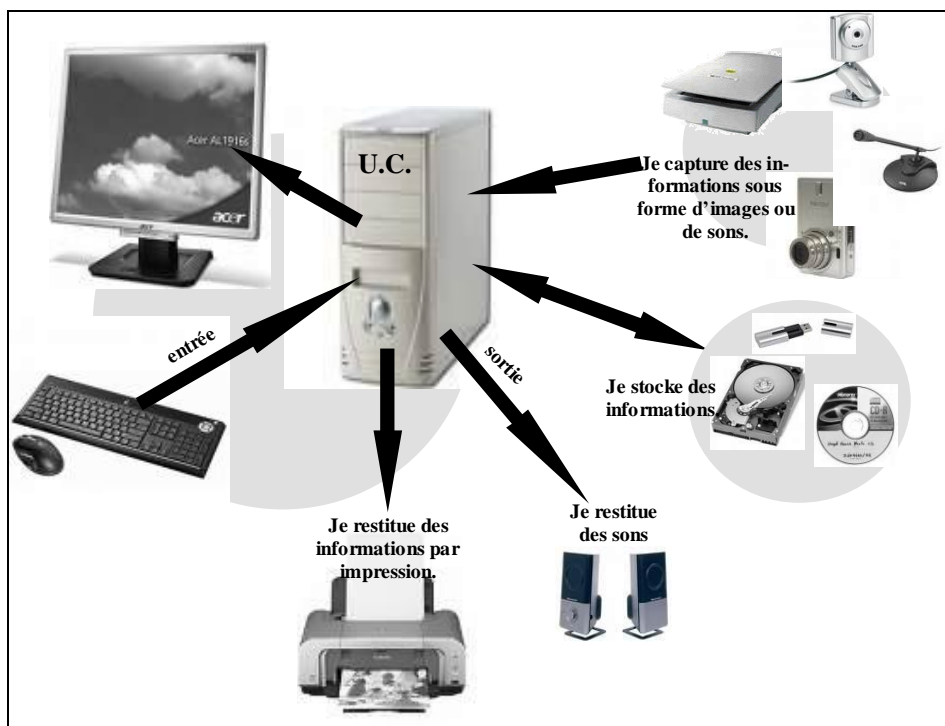 Acer AL1916s
acer
U.C.
Je capture des in-
formations sous
forme d'images ou
de sons.
entrée
sortie
Je stocke des
informations
CD-R
Je restitue des
informations par
impression.
Je restitue
des sons